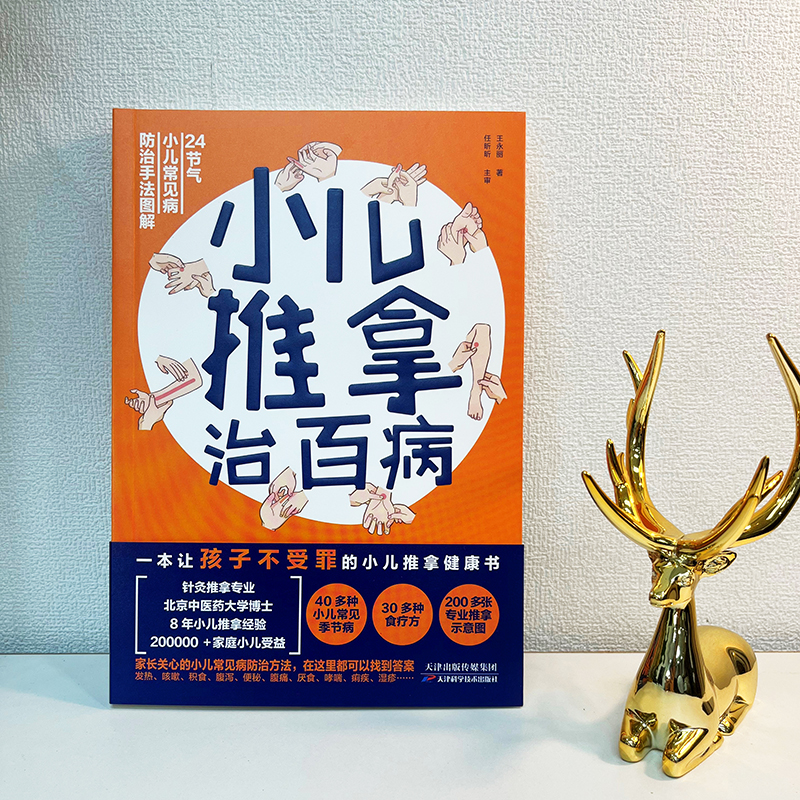 24节气
小儿常见病
防治手法图解
王永丽 著
任昕昕 主审
小儿
推拿
治百病
一本让孩子不受罪的小儿推拿健康书
针灸推拿专业
北京中医药大学博士
8年小儿推拿经验
200000+家庭小儿受益
40多种
小儿常见
季节病
30多种
食疗方
200多张
专业推拿
示意图
家长关心的小儿常见病防治方法，在这里都可以找到答案
发热、咳嗽、积食、腹泻、便秘、腹痛、厌食、哮喘、痢疾、湿疹……
天津出版传媒集团
天津科学技术出版社